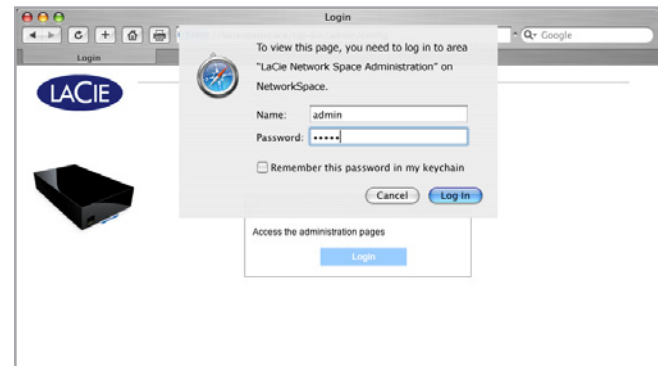 Login
Google
Login
To view this page, you need to log in to area
"LaCie Network Space Administration" on
NetworkSpace.
Name: admin
Password: •••••
Remember this password in my keychain
Cancel Log In
LACIE
Access the administration pages
Login